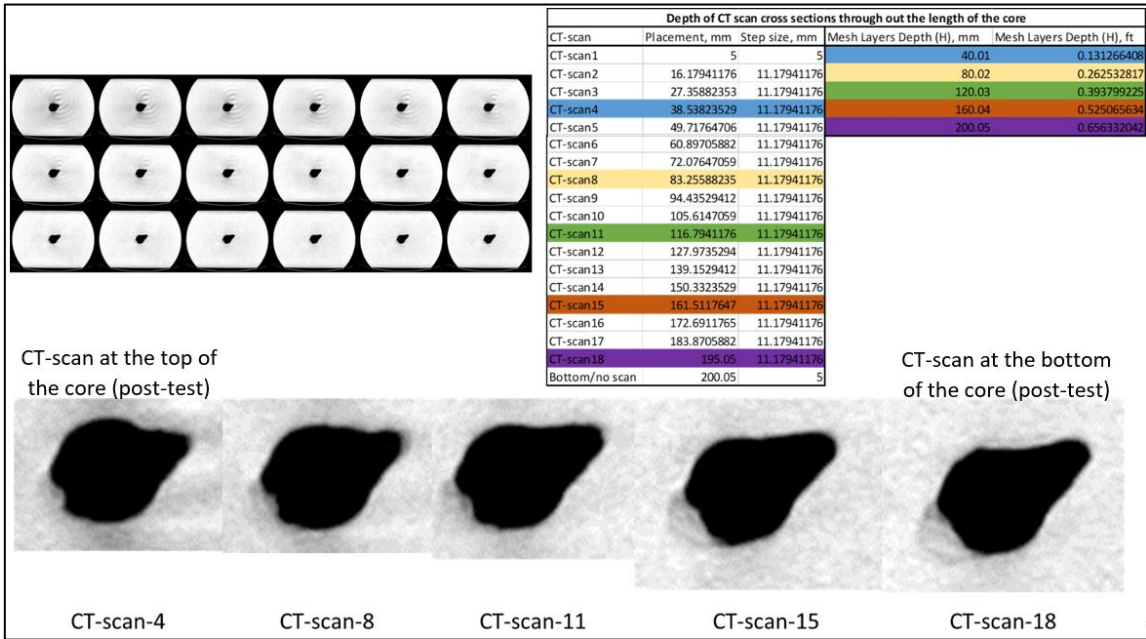 Depth of CT scan cross sections through out the length of the core
CT-scan Placement, mm Step size, mm Mesh Layers Depth (H), mm Mesh Layers Depth (H), ft
CT-scan1 5 5 40.01 0.131266408
CT-scan2 16.17941176 11.17941176 80.02 0.262532817
CT-scan3 27.35882353 11.17941176 120.03 0.393799225
CT-scan4 38.53823529 11.17941176 160.04 0.525065634
CT-scan5 49.71764706 11.17941176 200.05 0.656332042
CT-scan6 60.89705882 11.17941176
CT-scan7 72.07647059 11.17941176
CT-scan8 83.25588235 11.17941176
CT-scan9 94.43529412 11.17941176
CT-scan10 105.6147059 11.17941176
CT-scan11 116.7941176 11.17941176
CT-scan12 127.9735294 11.17941176
CT-scan13 139.1529412 11.17941176
CT-scan14 150.3323529 11.17941176
CT-scan15 161.5117647 11.17941176
CT-scan16 172.6911765 11.17941176
CT-scan17 183.8705882 11.17941176
CT-scan18 195.05 11.17941176
Bottom/no scan 200.05 5
CT-scan at the top of
the core (post-test)
CT-scan at the bottom
of the core (post-test)
CT-scan-4
CT-scan-8
CT-scan-11
CT-scan-15
CT-scan-18